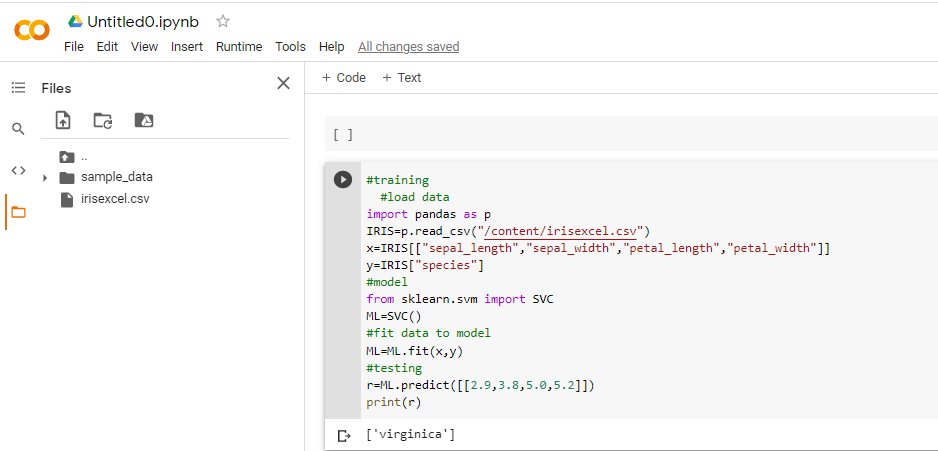 Untitled0.ipynb
File Edit View Insert Runtime Tools Help All changes saved
Files
..
sample_data
irisexcel.csv
+ Code + Text
[ ]
#training
  #load data
import pandas as p
IRIS=p.read_csv("/content/irisexcel.csv")
x=IRIS[["sepal_length","sepal_width","petal_length","petal_width"]]
y=IRIS["species"]
#model
from sklearn.svm import SVC
ML=SVC()
#fit data to model
ML=ML.fit(x,y)
#testing
r=ML.predict([[2.9,3.8,5.0,5.2]])
print(r)
['virginica']